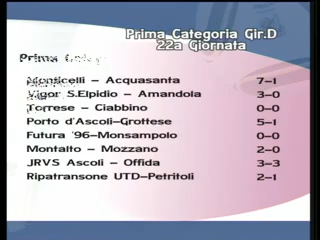 Prima Categoria Gir.D
22a Giornata
Prima
Monticelli - Acquasanta 7-1
Vigor S.Elpidio - Amandola 3-0
Torrese - Ciabbino 0-0
Porto d'Ascoli-Grottese 5-1
Futura '96-Monsampolo 0-0
Montalto - Mozzano 2-0
JRVS Ascoli - Offida 3-3
Ripatransone UTD-Petritoli 2-1